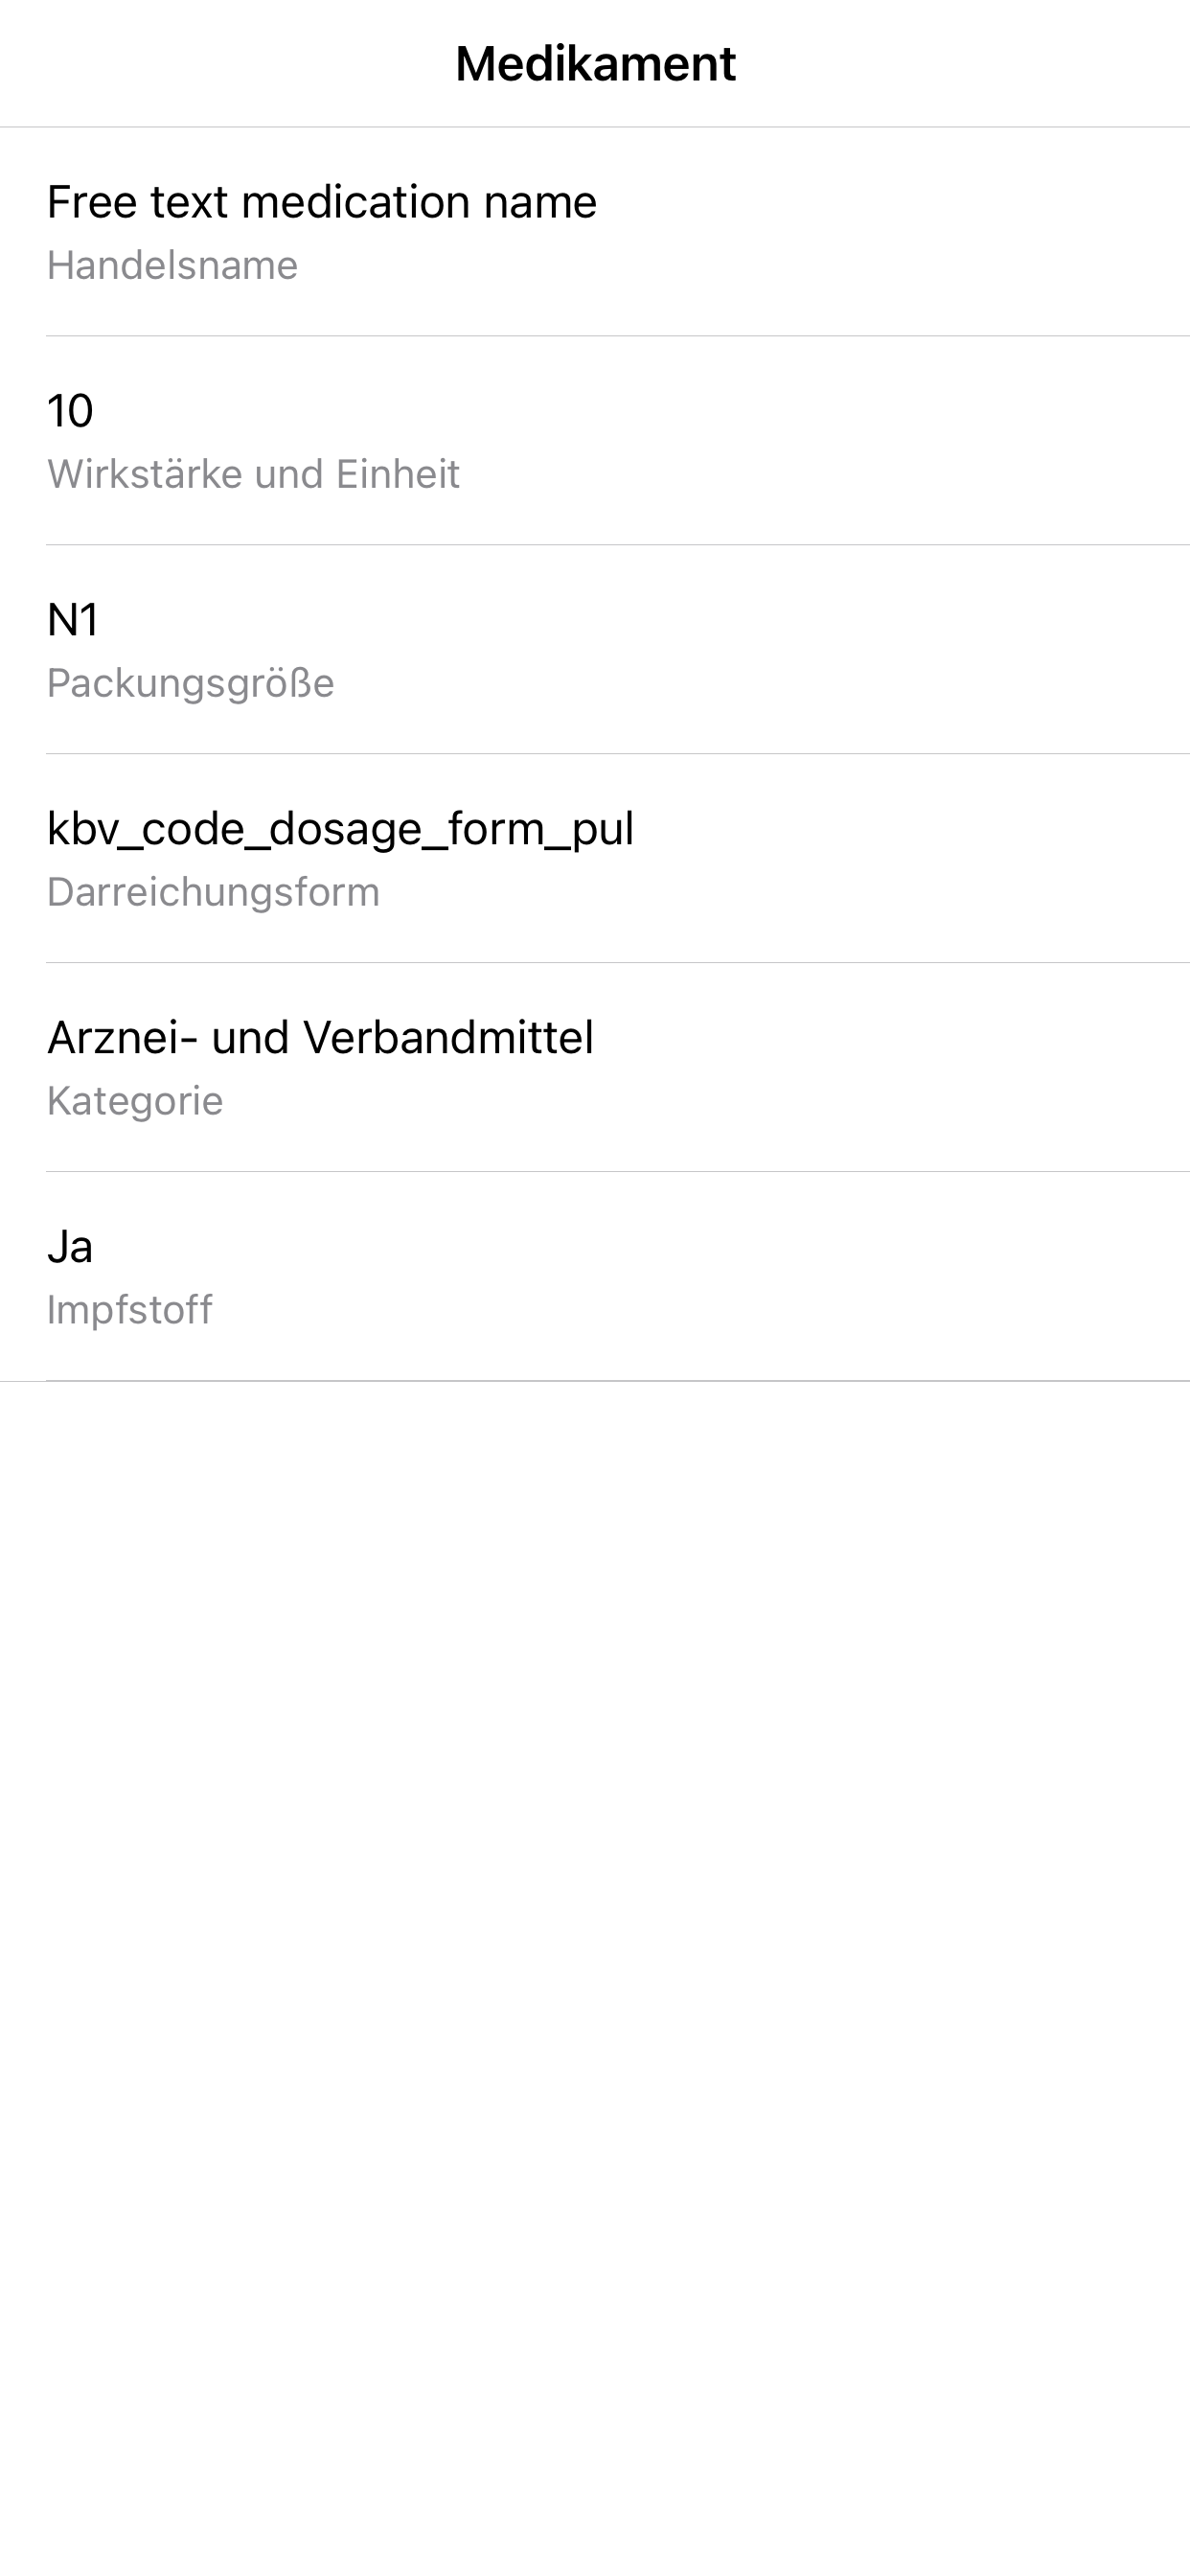 Medikament
Free text medication name
Handelsname
10
Wirkstärke und Einheit
N1
Packungsgröße
kbv_code_dosage_form_pul
Darreichungsform
Arznei- und Verbandmittel
Kategorie
Ja
Impfstoff